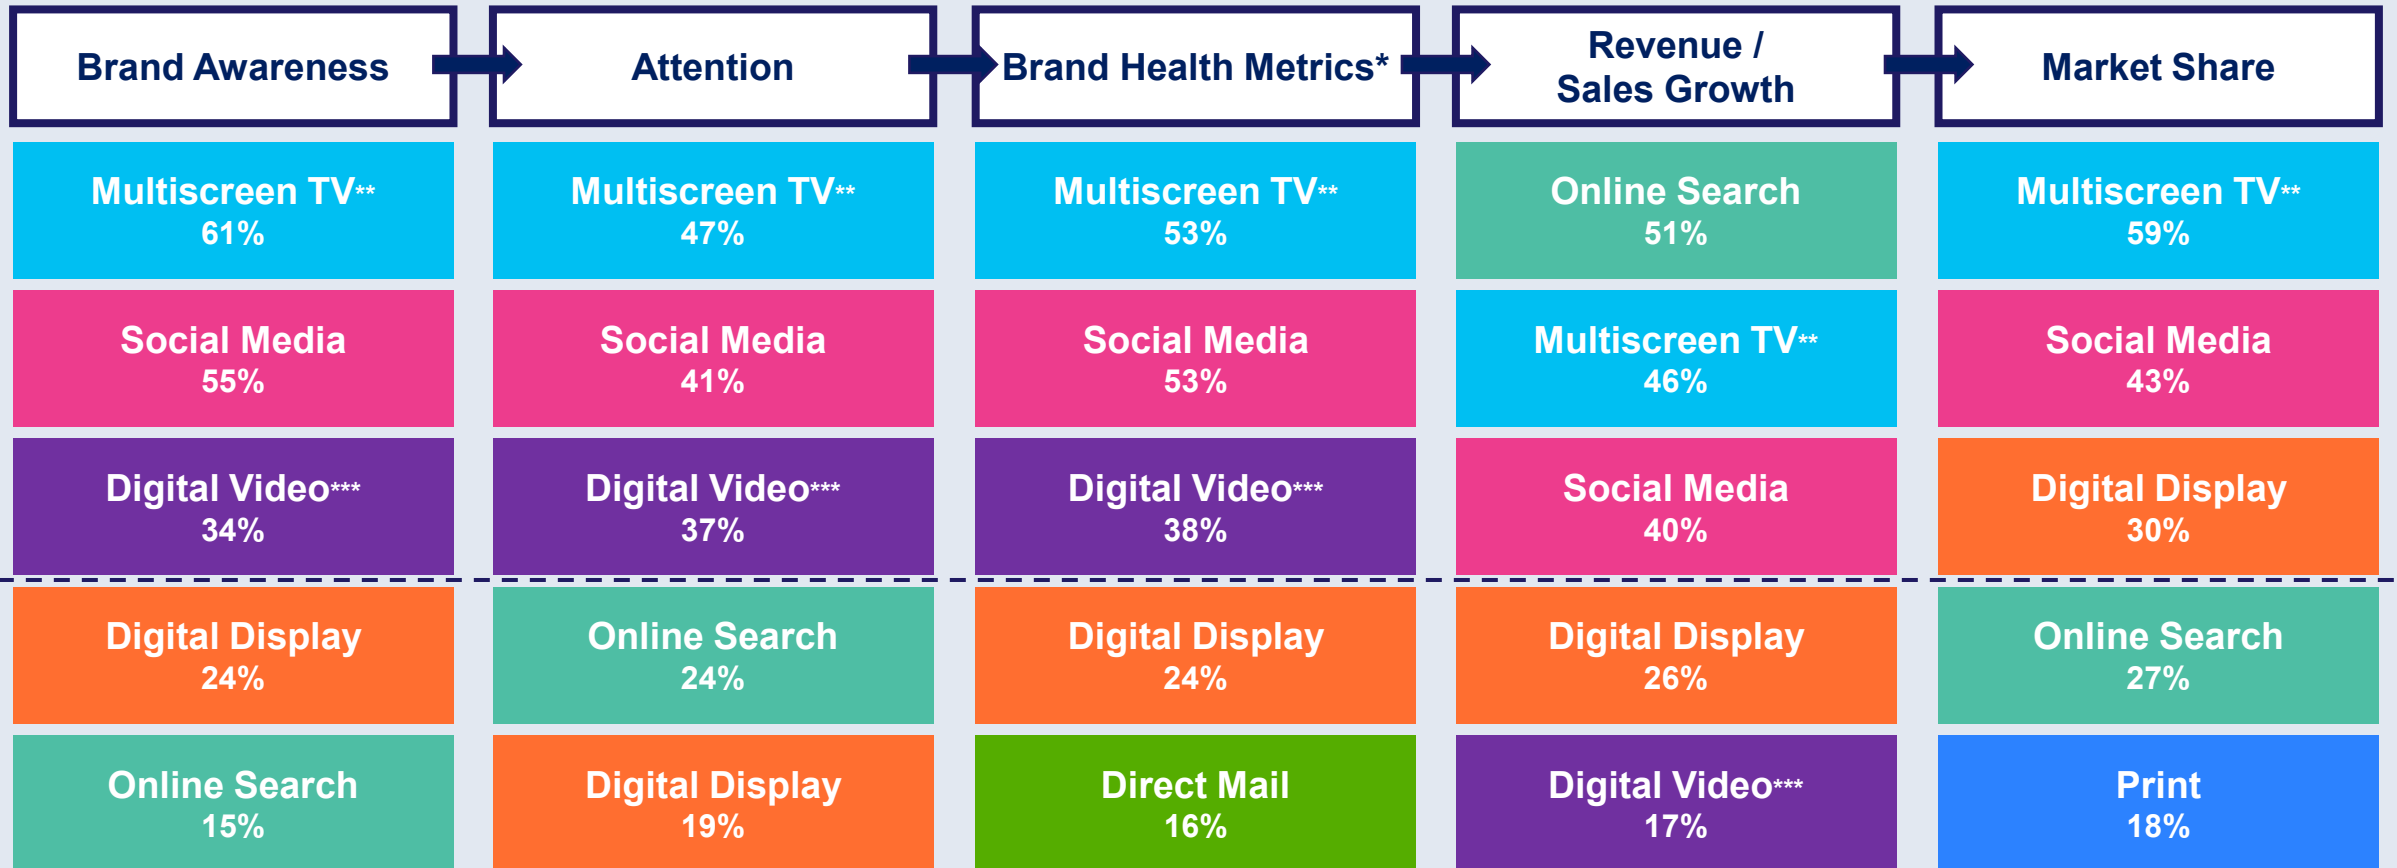 Brand Awareness
Attention
Brand Health Metrics*
Revenue /
Sales Growth
Market Share
Multiscreen TV**
61%
Multiscreen TV**
47%
Multiscreen TV**
53%
Online Search
51%
Multiscreen TV**
59%
Social Media
55%
Social Media
41%
Social Media
53%
Multiscreen TV**
46%
Social Media
43%
Digital Video***
34%
Digital Video***
37%
Digital Video***
38%
Social Media
40%
Digital Display
30%
Digital Display
24%
Online Search
24%
Digital Display
24%
Digital Display
26%
Online Search
27%
Online Search
15%
Digital Display
19%
Direct Mail
16%
Digital Video***
17%
Print
18%